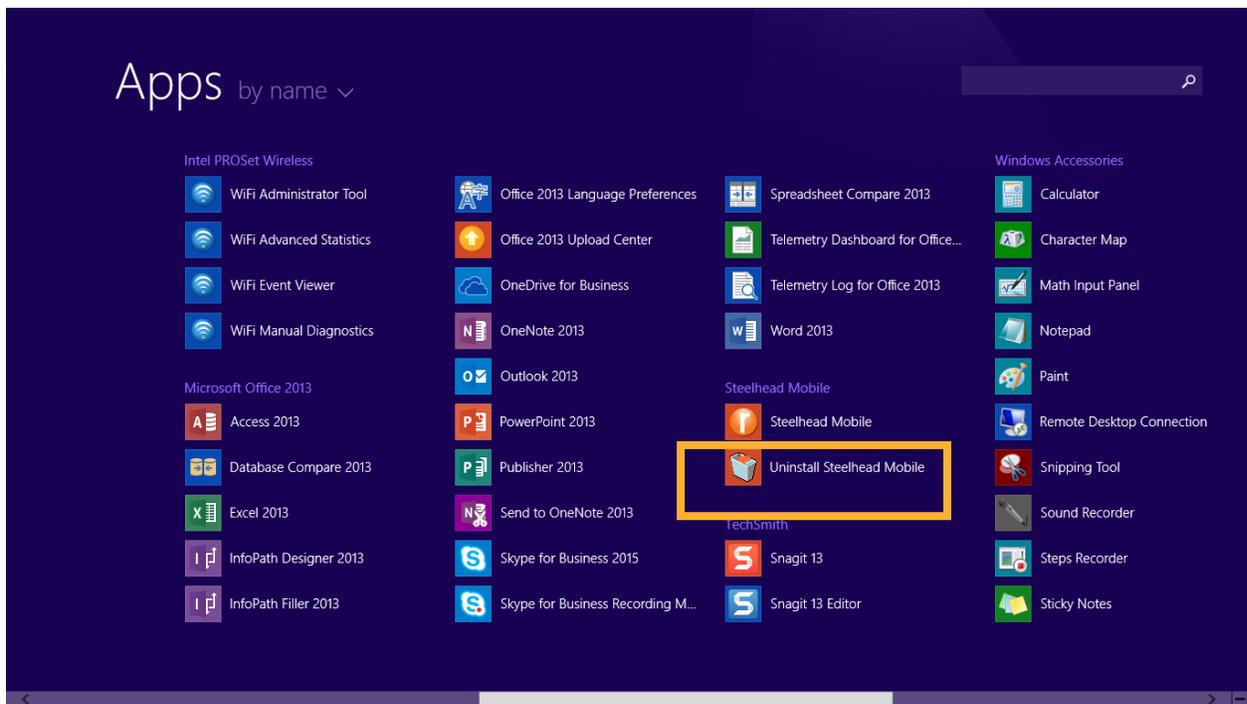 Apps by name
Intel PROSet Wireless
WiFi Administrator Tool
WiFi Advanced Statistics
WiFi Event Viewer
WiFi Manual Diagnostics
Microsoft Office 2013
Access 2013
Database Compare 2013
Excel 2013
InfoPath Designer 2013
InfoPath Filler 2013
Office 2013 Language Preferences
Office 2013 Upload Center
OneDrive for Business
OneNote 2013
Outlook 2013
PowerPoint 2013
Publisher 2013
Send to OneNote 2013
Skype for Business 2015
Skype for Business Recording M...
Spreadsheet Compare 2013
Telemetry Dashboard for Office...
Telemetry Log for Office 2013
Word 2013
Steelhead Mobile
Steelhead Mobile
Uninstall Steelhead Mobile
TechSmith
Snagit 13
Snagit 13 Editor
Windows Accessories
Calculator
Character Map
Math Input Panel
Notepad
Paint
Remote Desktop Connection
Snipping Tool
Sound Recorder
Steps Recorder
Sticky Notes